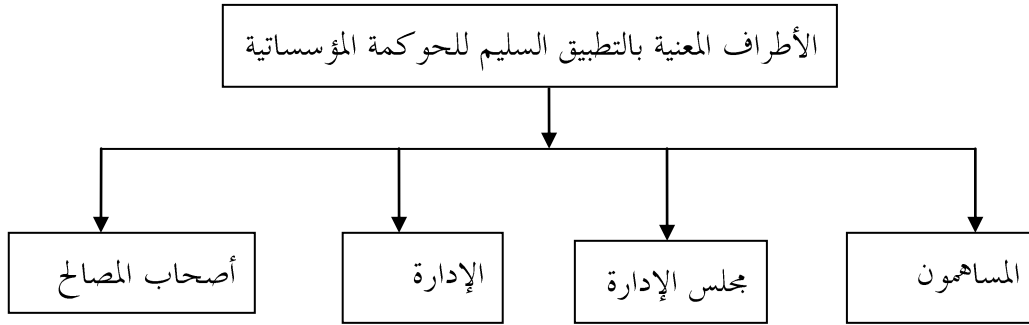 الأطراف المعنية بالتطبيق السليم للحوكمة المؤسساتية
المساهمون
مجلس الإدارة
الإدارة
أصحاب المصالح